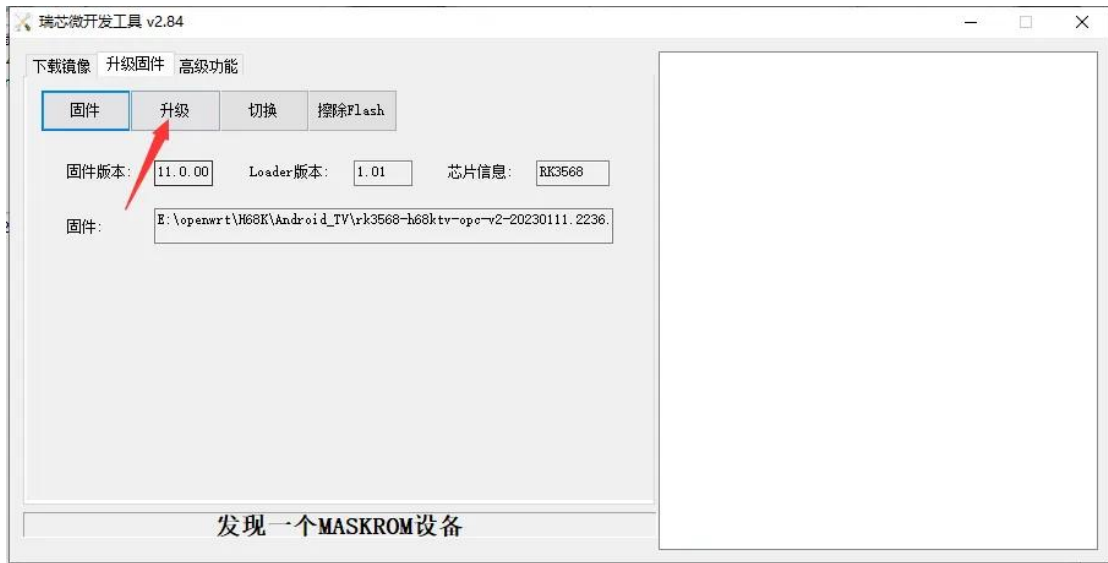 瑞芯微开发工具 v2.84
下载镜像 升级固件 高级功能
固件 升级 切换 擦除Flash
固件版本: 11.0.00 Loader版本: 1.01 芯片信息: RK3568
固件: E:\openwrt\H68K\Android_TV\rk3568-h68ktv-opc-v2-20230111.2236.
发现一个MASKROM设备